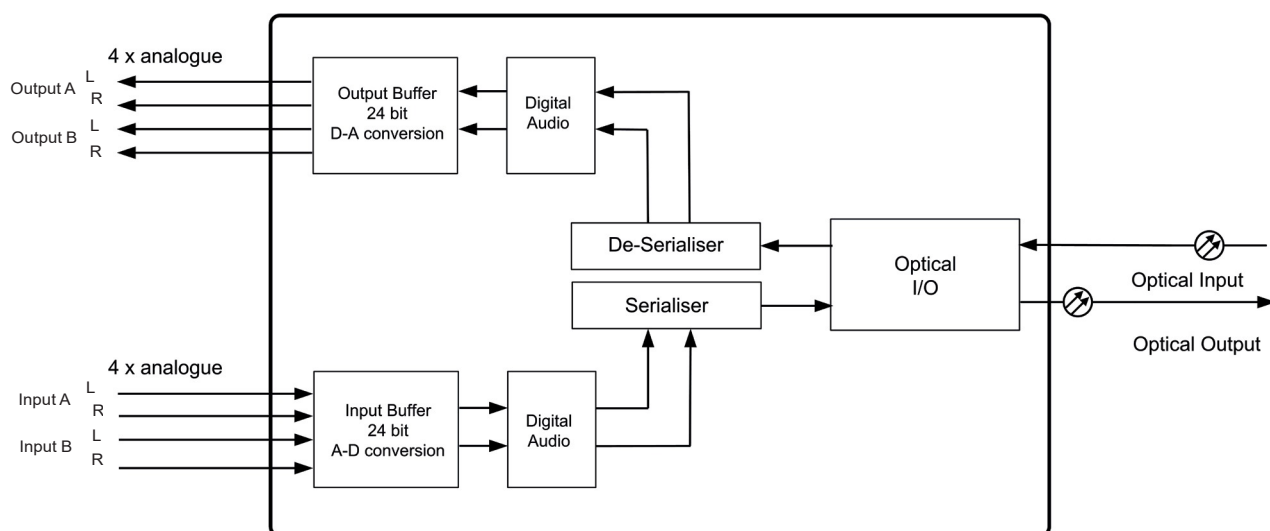 4 x analogue
Output A L
R
Output B L
R
Output Buffer
24 bit
D-A conversion
Digital
Audio
De-Serialiser
Serialiser
Optical
I/O
Optical Input
Optical Output
4 x analogue
Input A L
R
Input B L
R
Input Buffer
24 bit
A-D conversion
Digital
Audio